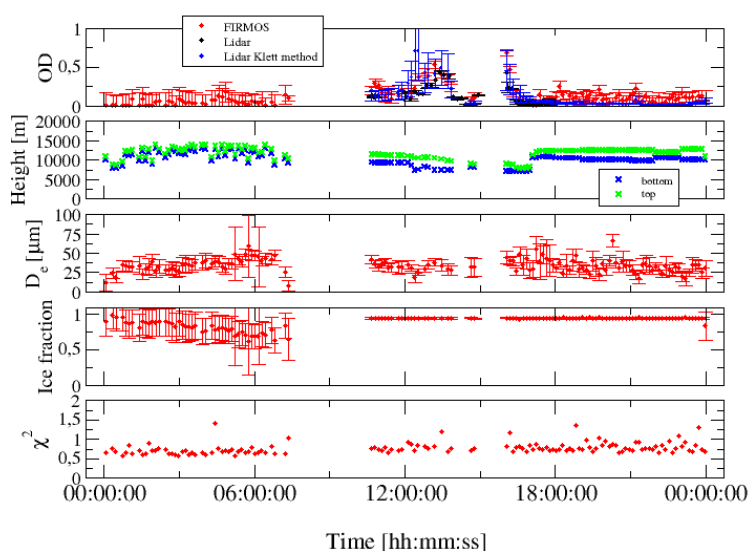 FIRMOS
Lidar
Lidar Klett method
OD
1
0,5
0
Height [m]
20000
15000
10000
5000
0
bottom
top
D_e [μm]
100
75
50
25
0
Ice fraction
1
0,5
0
χ²
2
1,5
1
0,5
0
00:00:00 06:00:00 12:00:00 18:00:00 00:00:00
Time [hh:mm:ss]